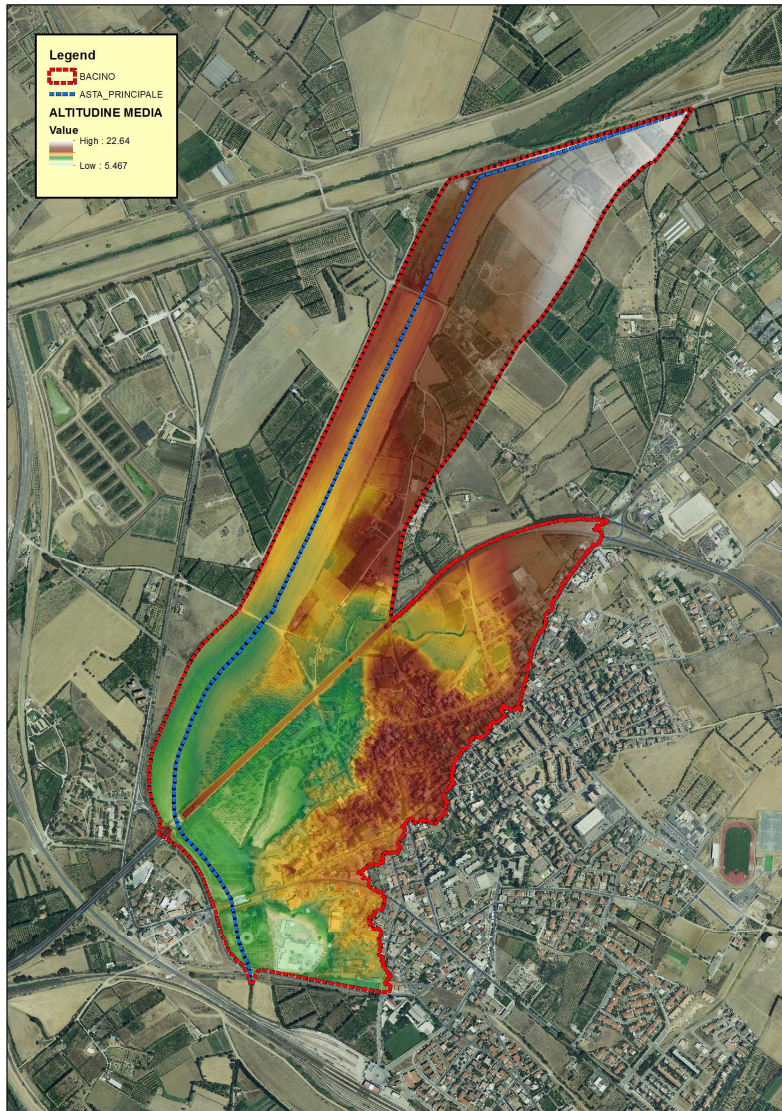 Legend
BACINO
ASTA_PRINCIPALE
ALTITUDINE MEDIA
Value
High : 22.64
Low : 5.467